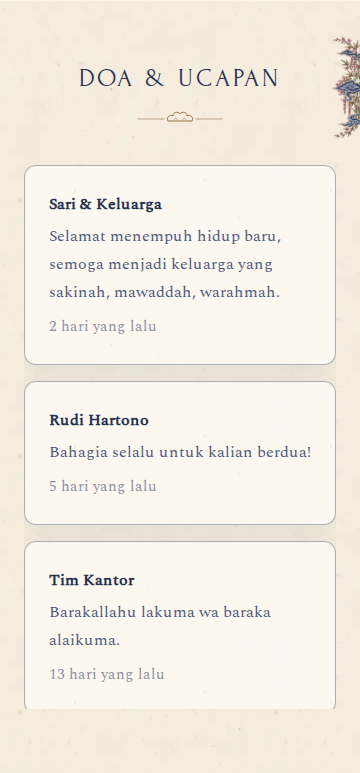 DOA & UCAPAN
Sari & Keluarga
Selamat menempuh hidup baru,
semoga menjadi keluarga yang
sakinah, mawaddah, warahmah.
2 hari yang lalu
Rudi Hartono
Bahagia selalu untuk kalian berdua!
5 hari yang lalu
Tim Kantor
Barakallahu lakuma wa baraka
alaikuma.
13 hari yang lalu